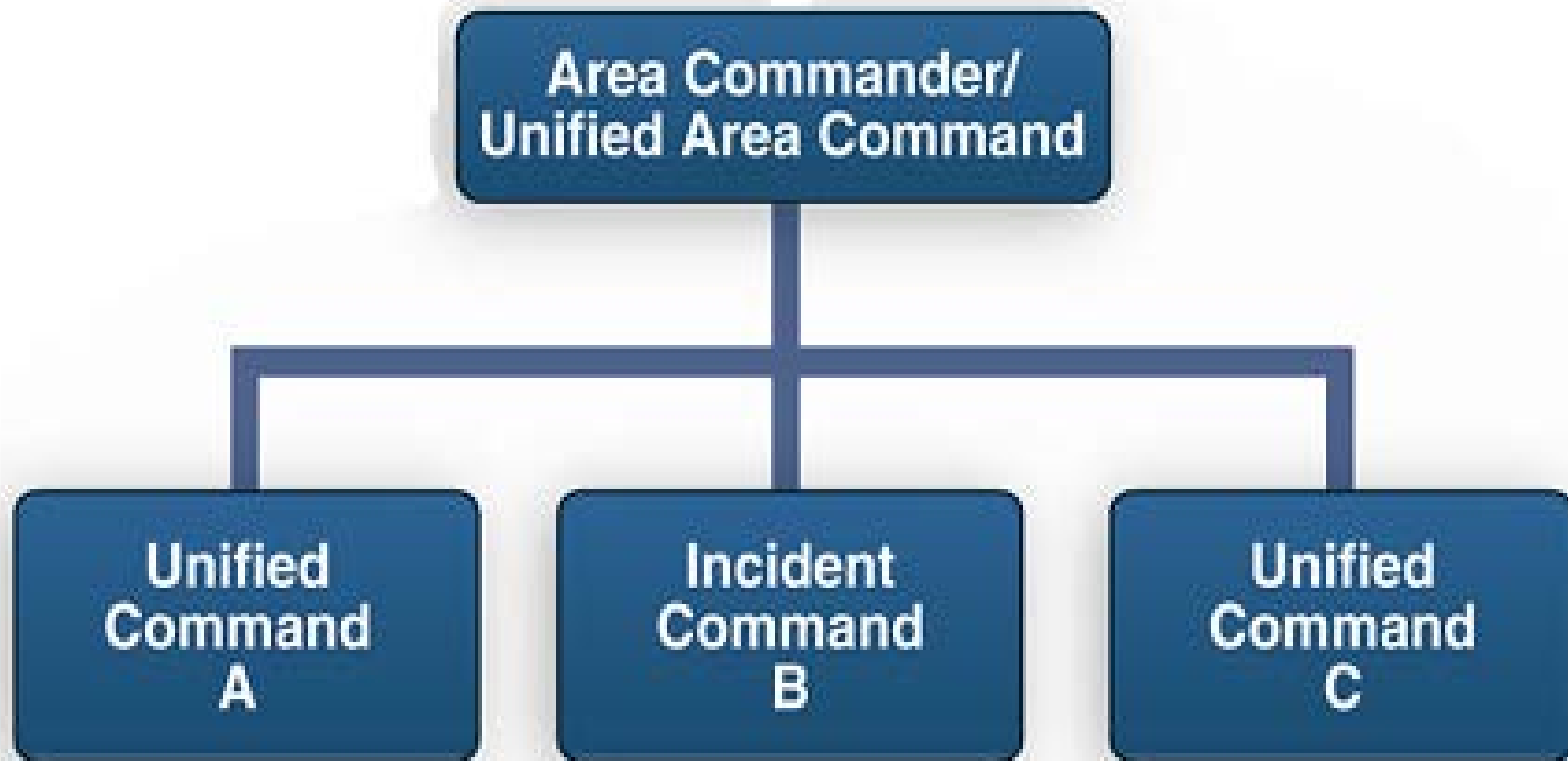 Area Commander/
Unified Area Command
Unified
Command
A
Incident
Command
B
Unified
Command
C